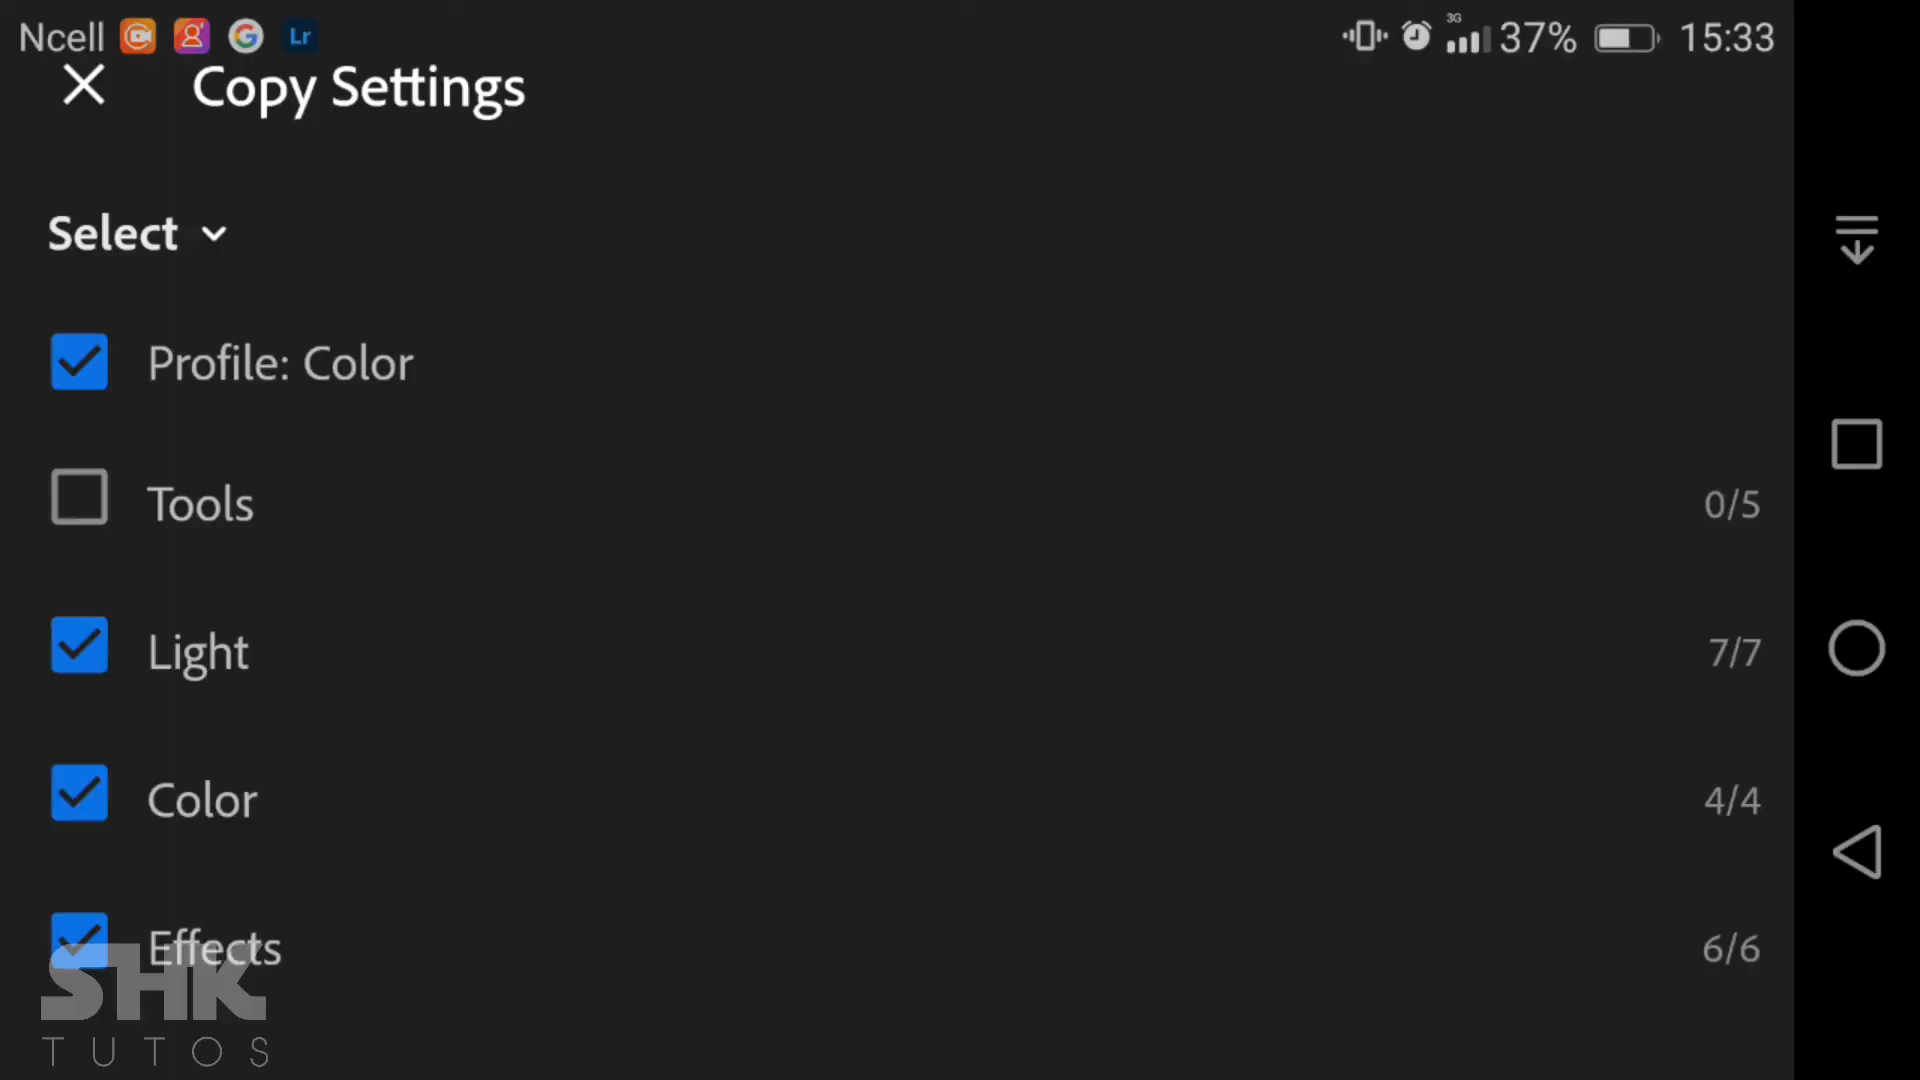 Ncell Lr 3G 37% 15:33
Copy Settings
Select
Profile: Color
Tools 0/5
Light 7/7
Color 4/4
Effects 6/6
SHK
TUTOS